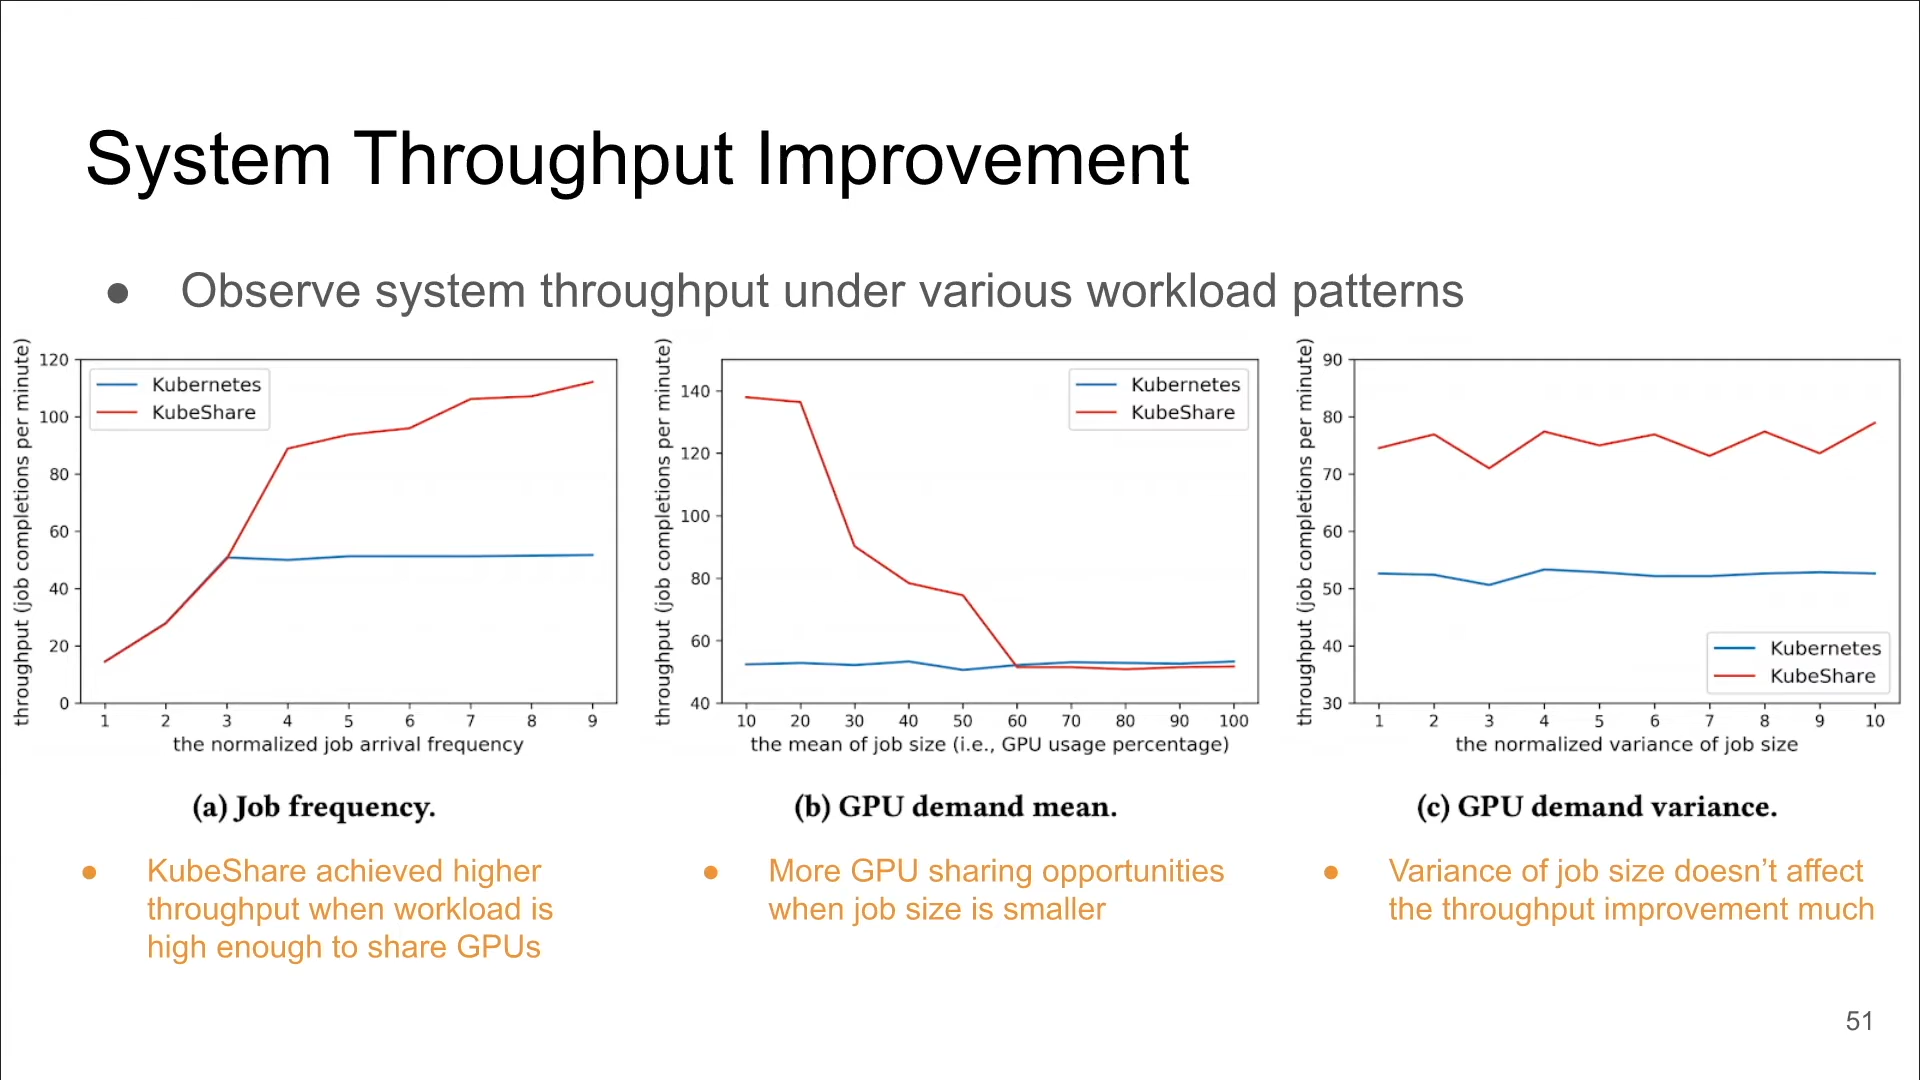 System Throughput Improvement
● Observe system throughput under various workload patterns
throughput (job completions per minute)
120
100
80
60
40
20
0
Kubernetes
KubeShare
1 2 3 4 5 6 7 8 9
the normalized job arrival frequency
(a) Job frequency.
throughput (job completions per minute)
140
120
100
80
60
40
Kubernetes
KubeShare
10 20 30 40 50 60 70 80 90 100
the mean of job size (i.e., GPU usage percentage)
(b) GPU demand mean.
throughput (job completions per minute)
90
80
70
60
50
40
30
Kubernetes
KubeShare
1 2 3 4 5 6 7 8 9 10
the normalized variance of job size
(c) GPU demand variance.
● KubeShare achieved higher
throughput when workload is
high enough to share GPUs
● More GPU sharing opportunities
when job size is smaller
● Variance of job size doesn’t affect
the throughput improvement much
51